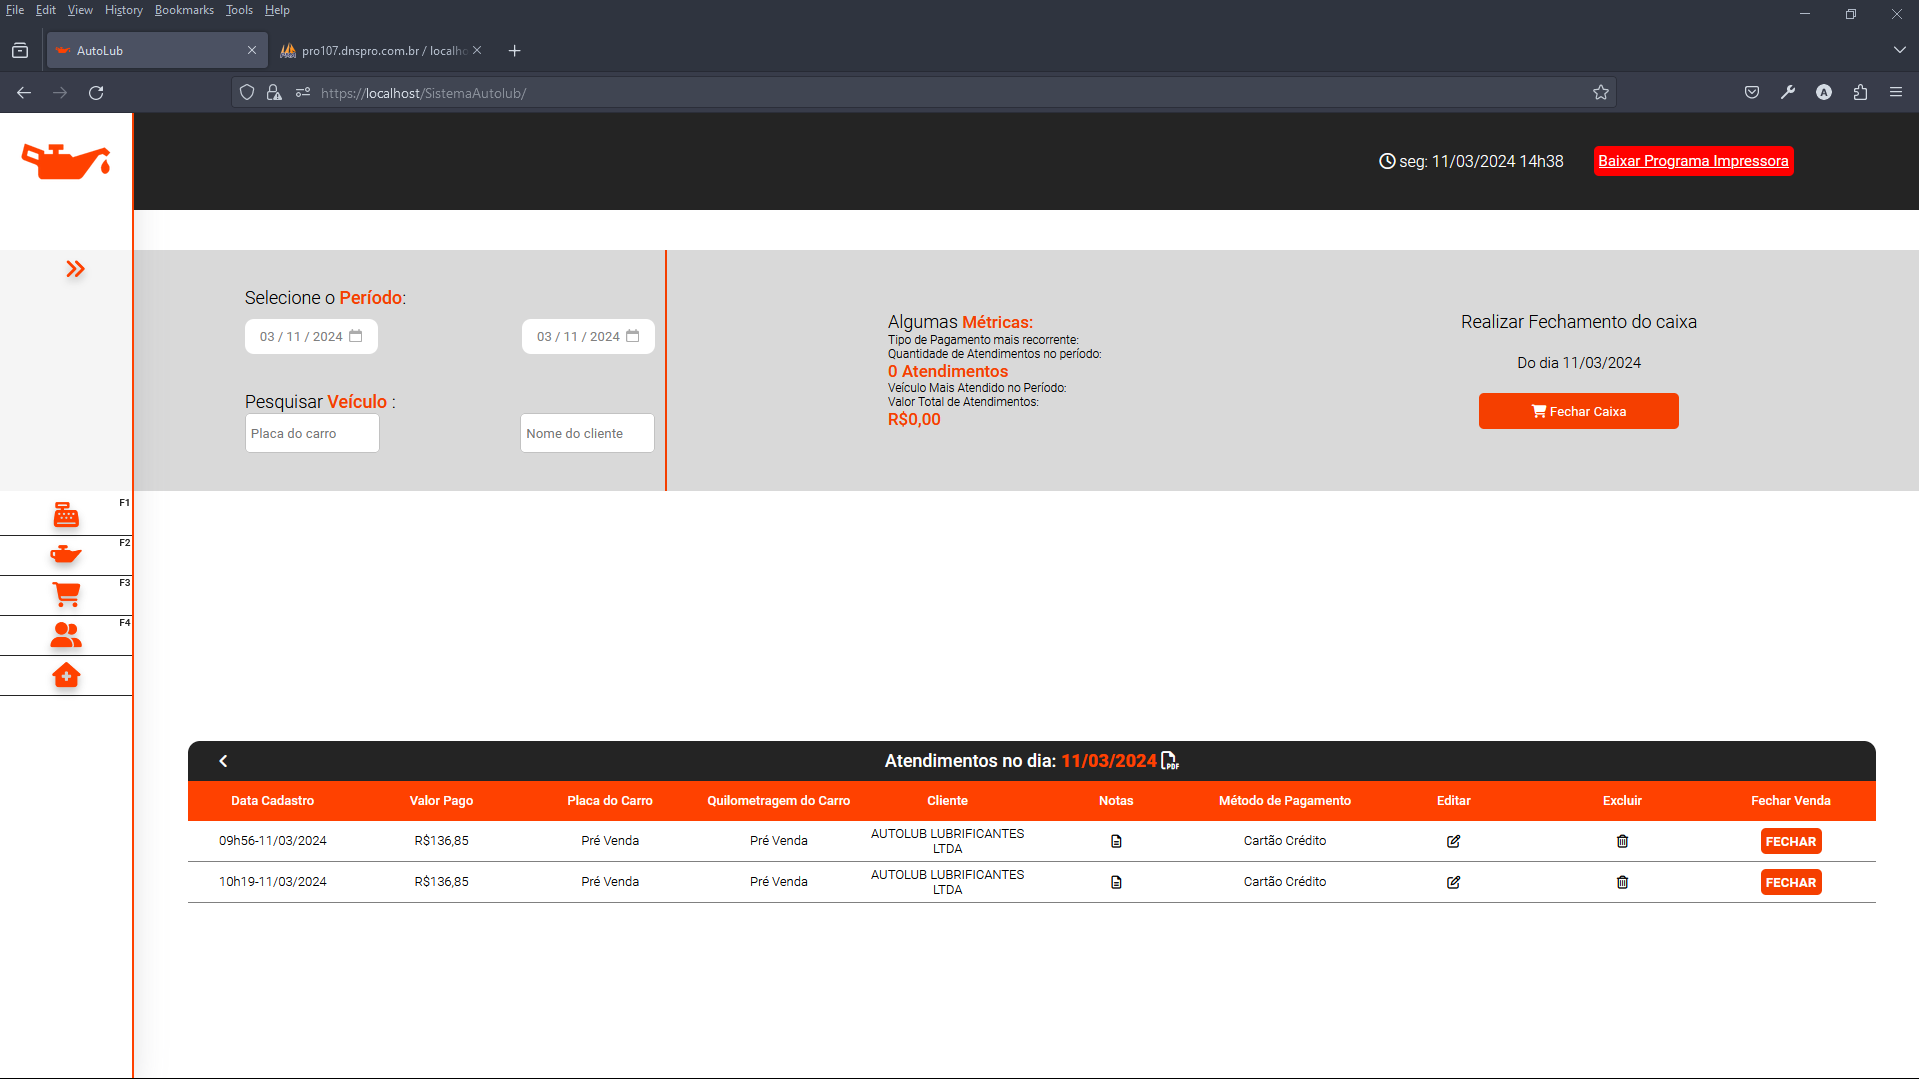 File Edit View History Bookmarks Tools Help
AutoLub
pro107.dnspro.com.br / localho
https://localhost/SistemaAutolub/
seg: 11/03/2024 14h38
Baixar Programa Impressora
Selecione o Período:
03 / 11 / 2024
03 / 11 / 2024
Pesquisar Veículo :
Placa do carro
Nome do cliente
Algumas Métricas:
Tipo de Pagamento mais recorrente:
Quantidade de Atendimentos no período:
0 Atendimentos
Veículo Mais Atendido no Período:
Valor Total de Atendimentos:
R$0,00
Realizar Fechamento do caixa
Do dia 11/03/2024
Fechar Caixa
F1
F2
F3
F4
Atendimentos no dia: 11/03/2024 PDF
Data Cadastro Valor Pago Placa do Carro Quilometragem do Carro Cliente Notas Método de Pagamento Editar Excluir Fechar Venda
09h56-11/03/2024 R$136,85 Pré Venda Pré Venda AUTOLUB LUBRIFICANTES LTDA Cartão Crédito FECHAR
10h19-11/03/2024 R$136,85 Pré Venda Pré Venda AUTOLUB LUBRIFICANTES LTDA Cartão Crédito FECHAR